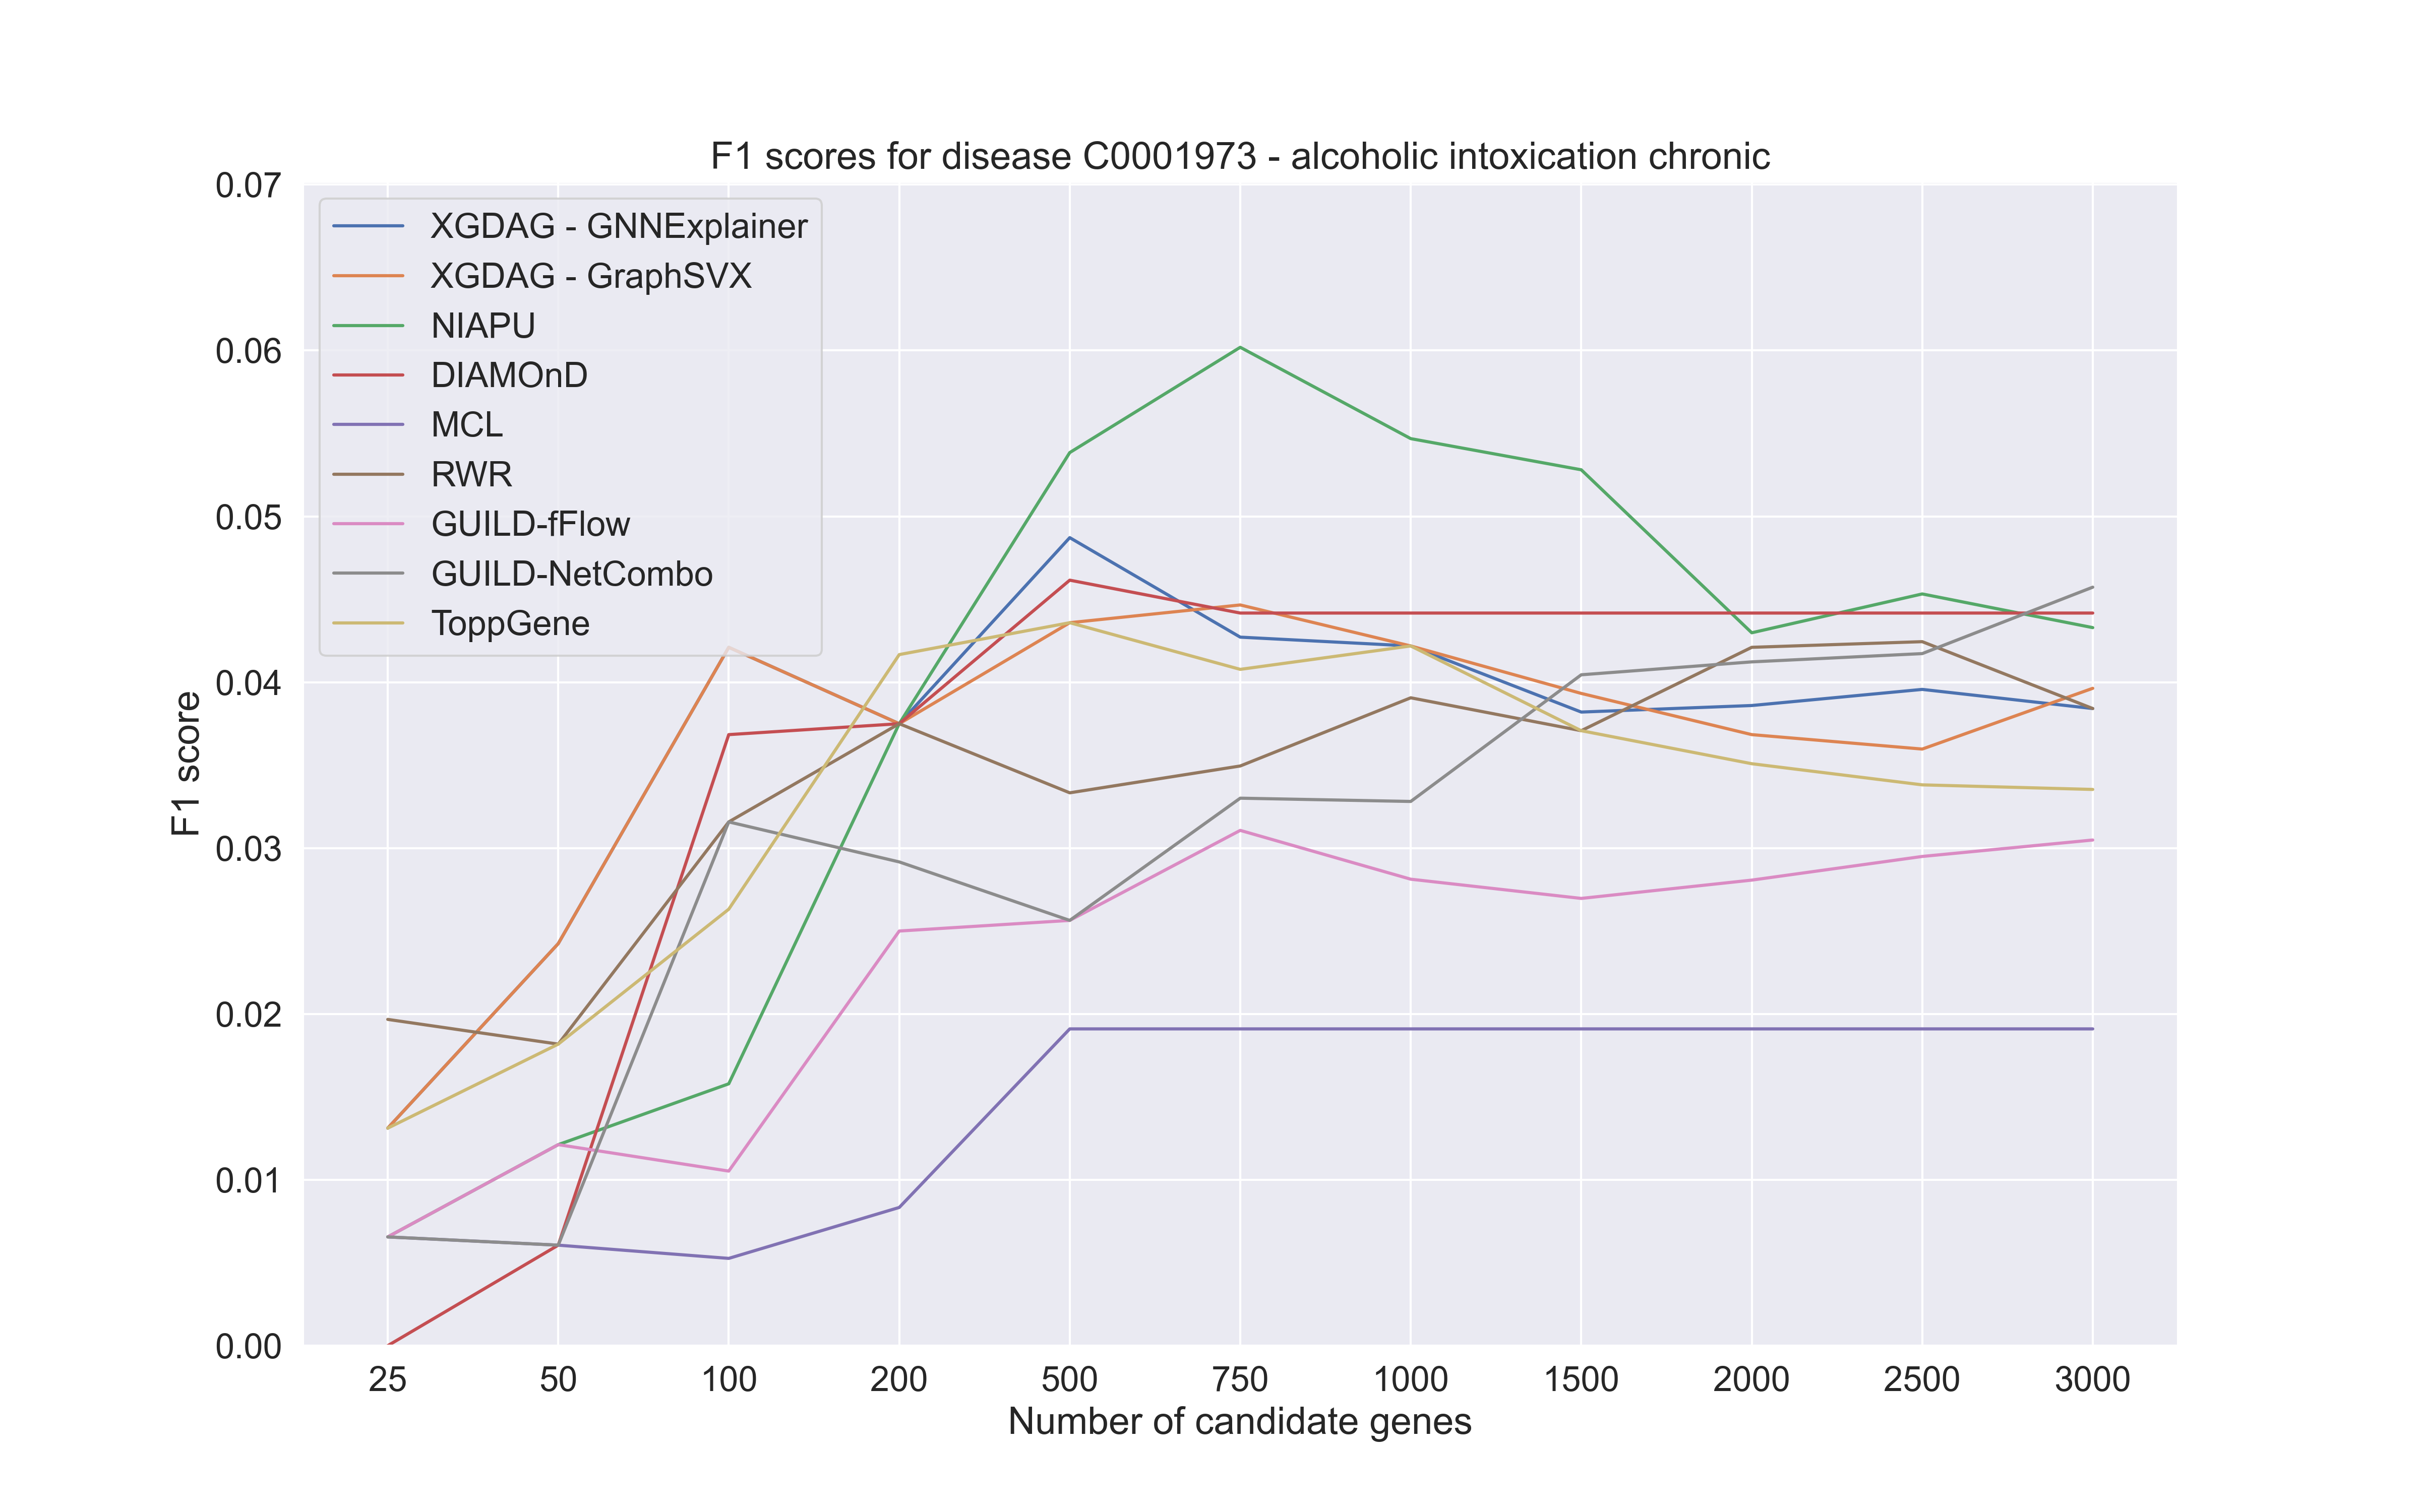 F1 scores for disease C0001973 - alcoholic intoxication chronic
0.07
0.06
0.05
0.04
0.03
0.02
0.01
0.00
F1 score
XGDAG - GNNExplainer
XGDAG - GraphSVX
NIAPU
DIAMOnD
MCL
RWR
GUILD-fFlow
GUILD-NetCombo
ToppGene
25 50 100 200 500 750 1000 1500 2000 2500 3000
Number of candidate genes